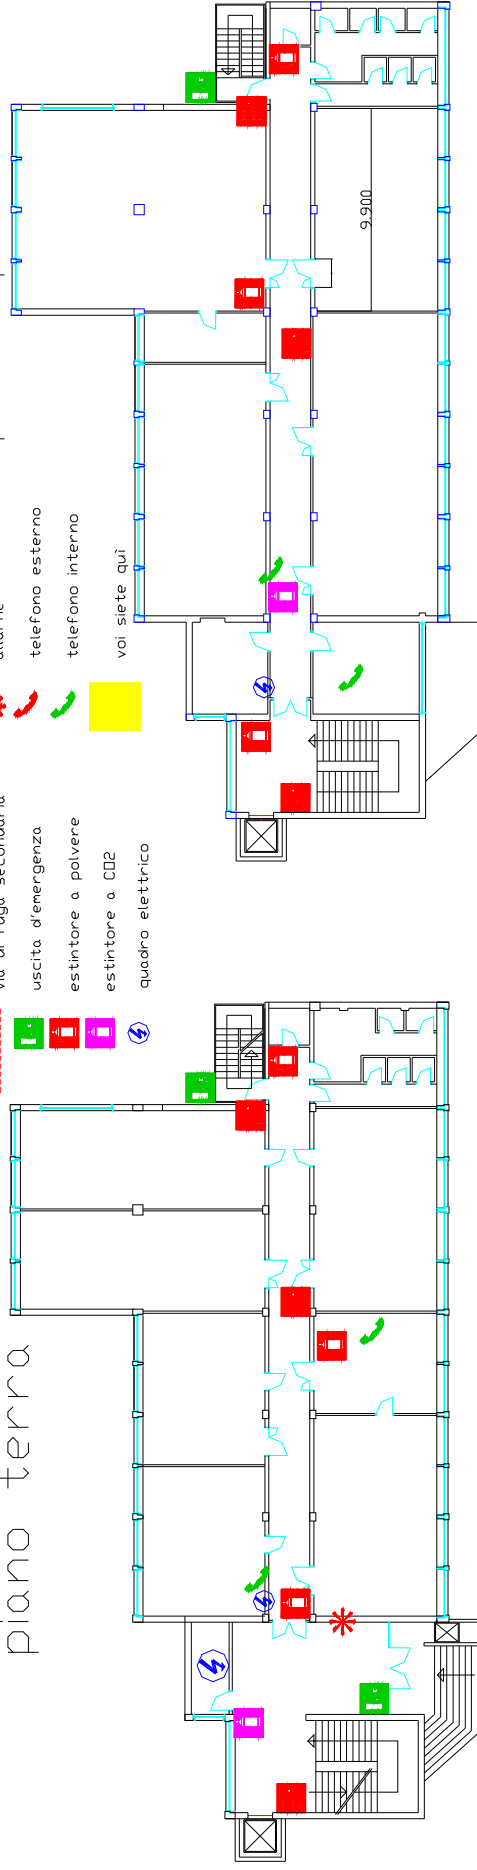 piano terra
via di fuga secondaria
uscita d'emergenza
estintore a polvere
estintore a CO2
quadro elettrico
allarme
telefono esterno
telefono interno
voi siete qui
9.900